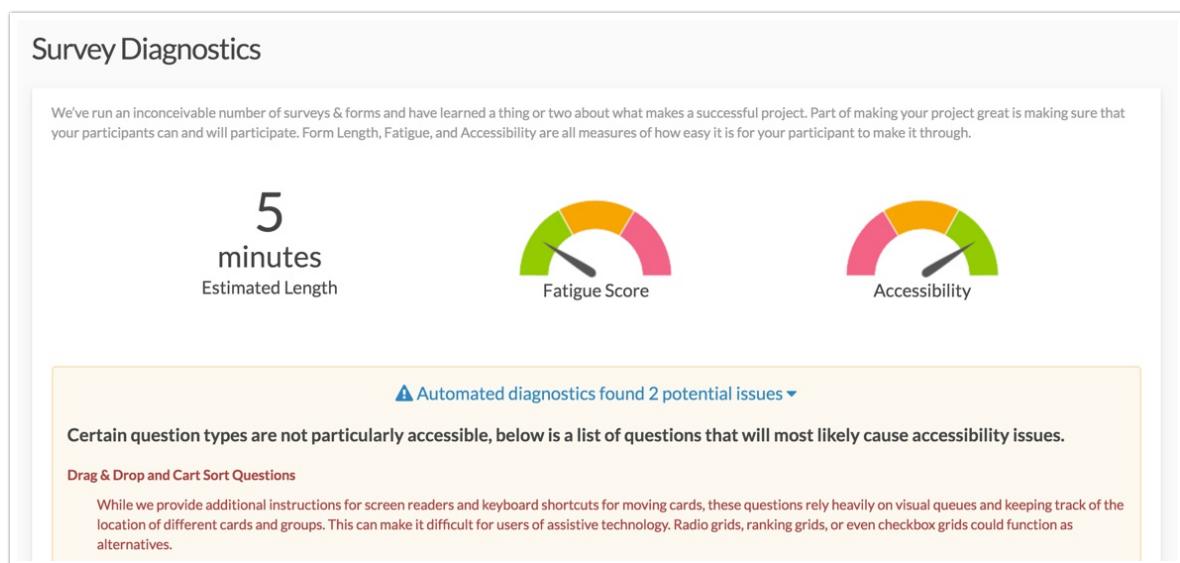 Survey Diagnostics
We've run an inconceivable number of surveys & forms and have learned a thing or two about what makes a successful project. Part of making your project great is making sure that
your participants can and will participate. Form Length, Fatigue, and Accessibility are all measures of how easy it is for your participant to make it through.
5
minutes
Estimated Length
Fatigue Score
Accessibility
Automated diagnostics found 2 potential issues
Certain question types are not particularly accessible, below is a list of questions that will most likely cause accessibility issues.
Drag & Drop and Cart Sort Questions
While we provide additional instructions for screen readers and keyboard shortcuts for moving cards, these questions rely heavily on visual queues and keeping track of the
location of different cards and groups. This can make it difficult for users of assistive technology. Radio grids, ranking grids, or even checkbox grids could function as
alternatives.